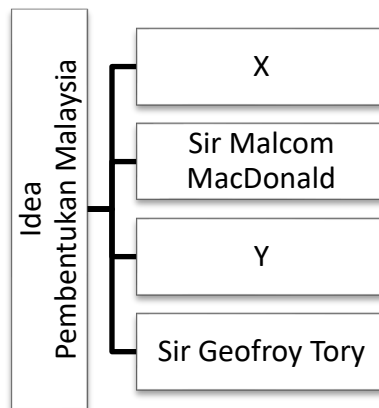 Idea
Pembentukan Malaysia
X
Sir Malcom
MacDonald
Y
Sir Geofroy Tory